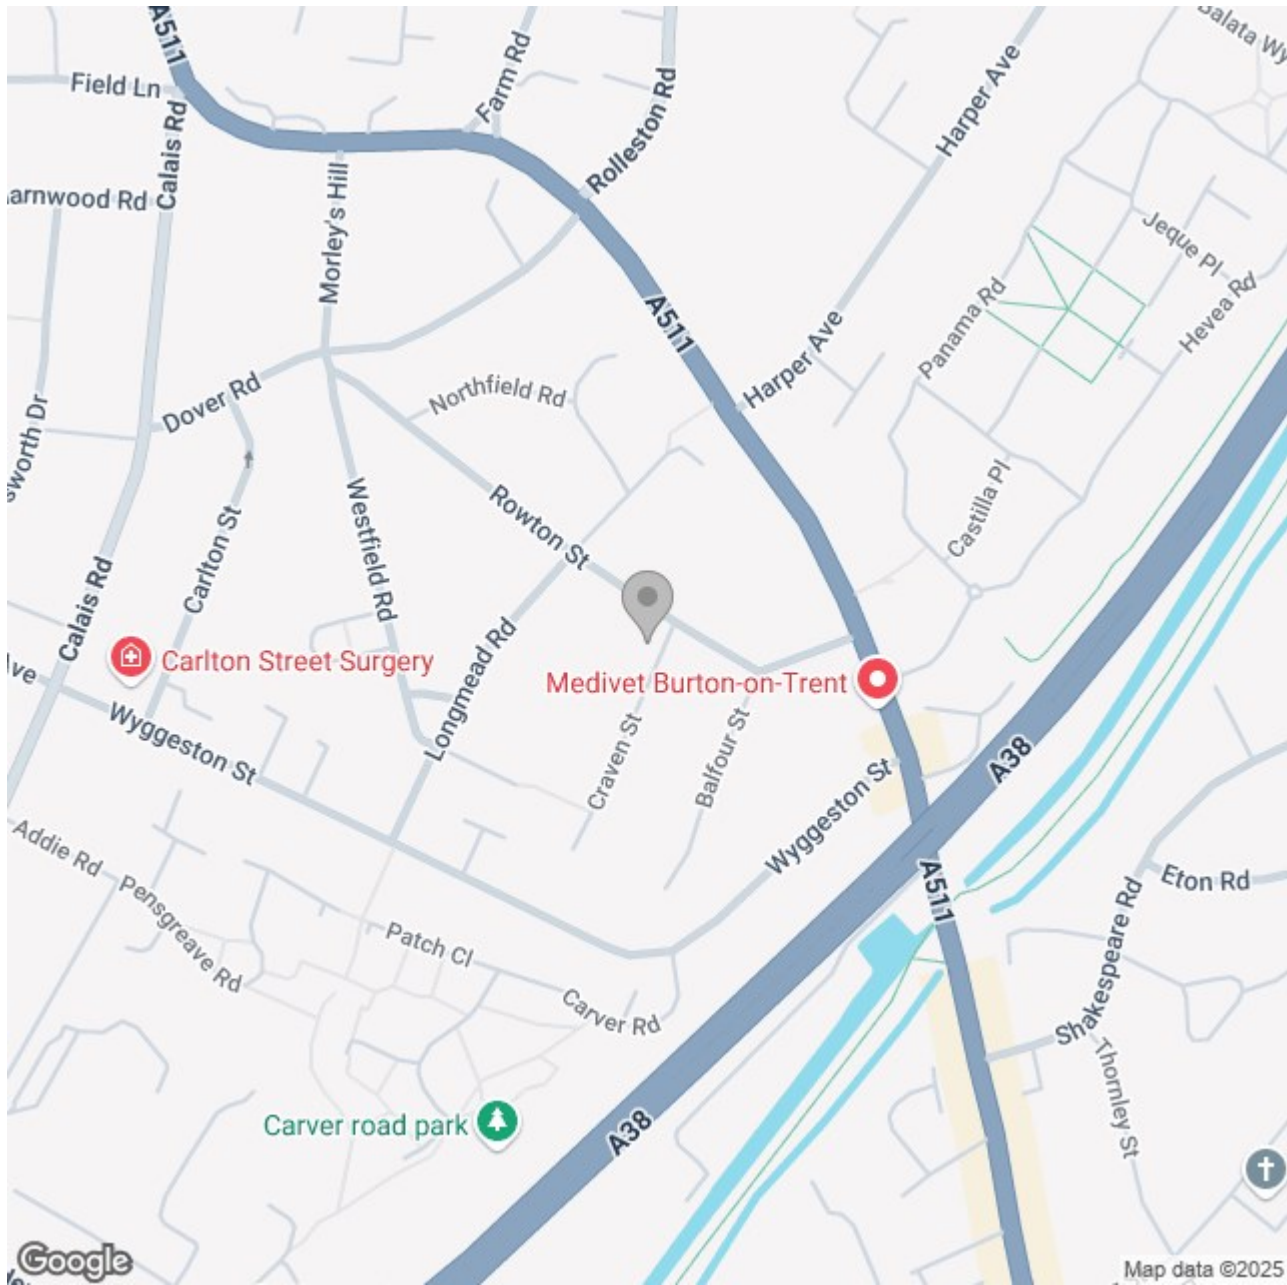 A511
Balata Wy
Field Ln
Farm Rd
Rolleston Rd
Harper Ave
Calais Rd
arnwood Rd
Morley's Hill
Jeque Pl
Hevea Rd
Panama Rd
A511
Harper Ave
Northfield Rd
Dover Rd
sworth Dr
Rowton St
Westfield Rd
Castilla Pl
Carlton St
Calais Rd
Carlton Street Surgery
Longmead Rd
Medivet Burton-on-Trent
Ave
Wyggeston St
Craven St
Balfour St
A38
Wyggeston St
Addie Rd
Pensgreave Rd
A511
Eton Rd
Patch Cl
Carver Rd
Shakespeare Rd
Thornley St
Carver road park
A38
Google
Map data ©2025